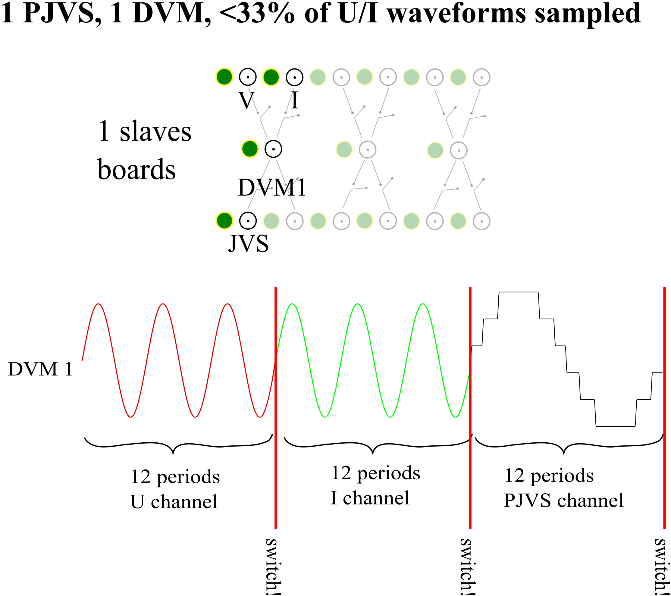 1 PJVS, 1 DVM, <33% of U/I waveforms sampled
V I
1 slaves
boards
DVM1
JVS
DVM 1
12 periods
U channel
12 periods
I channel
12 periods
PJVS channel
switch!
switch!
switch!